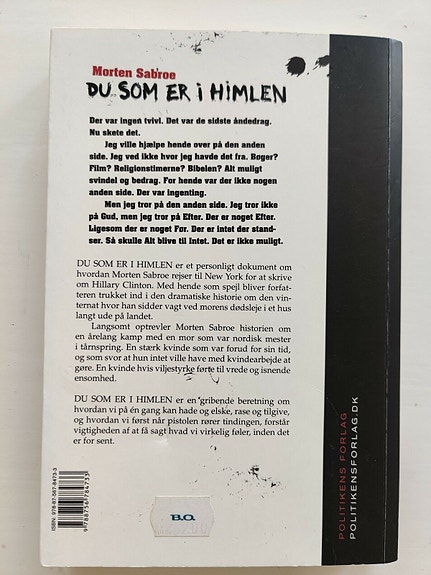 Morten Sabroe
DU SOM ER I HIMLEN
Der var ingen tvivl. Det var de sidste åndedrag.
Nu skete det.
Jeg ville hjælpe hende over på den anden
side. Jeg ved ikke hvor jeg havde det fra. Bøger?
Film? Religionstimerne? Bibelen? Alt muligt
svindel og bedrag. For hende var der ikke nogen
anden side. Der var ingenting.
Men jeg tror på den anden side. Jeg tror ikke
på Gud, men jeg tror på Efter. Der er noget Efter.
Ligesom der er noget Før. Der er intet der stand-
ser. Så skulle Alt blive til Intet. Det er ikke muligt.
DU SOM ER I HIMLEN er et personligt dokument om
hvordan Morten Sabroe rejser til New York for at skrive
om Hillary Clinton. Med hende som spejl bliver forfat-
teren trukket ind i den dramatiske historie om den vin-
ternat hvor han sidder vagt ved morens dødsleje i et hus
langt ude på landet.
Langsomt optrevler Morten Sabroe historien om
en årelang kamp med en mor som var nordisk mester
i tårnspring. En stærk kvinde som var forud for sin tid,
og som svor at hun intet ville have med kvindearbejde at
gøre. En kvinde hvis viljestyrke førte til vrede og isnende
ensomhed.
DU SOM ER I HIMLEN er en gribende beretning om
hvordan vi på én gang kan hade og elske, rase og tilgive,
og hvordan vi først når pistolen rører tindingen, forstår
vigtigheden af at få sagt hvad vi virkelig føler, inden det
er for sent.
ISBN: 978-87-567-8473-3
9 788756 784733
B.O.
POLITIKENS FORLAG
POLITIKENSFORLAG.DK